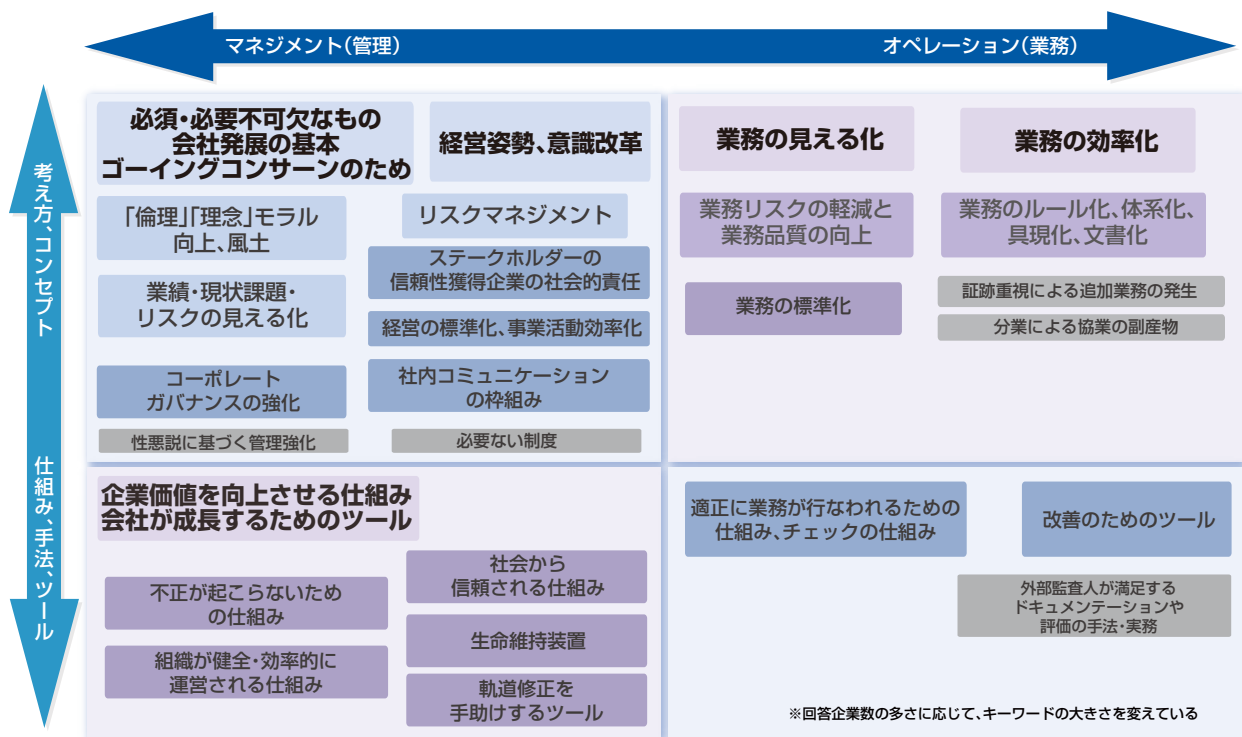 マネジメント(管理)
オペレーション(業務)
考え方、コンセプト
仕組み、手法、ツール
必須・必要不可欠なもの
会社発展の基本
ゴーイングコンサーンのため
経営姿勢、意識改革
「倫理」「理念」モラル
向上、風土
リスクマネジメント
ステークホルダーの
信頼性獲得企業の社会的責任
業績・現状課題・
リスクの見える化
経営の標準化、事業活動効率化
コーポレート
ガバナンスの強化
社内コミュニケーション
の枠組み
性悪説に基づく管理強化
必要ない制度
業務の見える化
業務の効率化
業務リスクの軽減と
業務品質の向上
業務のルール化、体系化、
具現化、文書化
業務の標準化
証跡重視による追加業務の発生
分業による協業の副産物
企業価値を向上させる仕組み
会社が成長するためのツール
社会から
信頼される仕組み
不正が起こらないため
の仕組み
生命維持装置
組織が健全・効率的に
運営される仕組み
軌道修正を
手助けするツール
適正に業務が行なわれるための
仕組み、チェックの仕組み
改善のためのツール
外部監査人が満足する
ドキュメンテーションや
評価の手法・実務
※回答企業数の多さに応じて、キーワードの大きさを変えている